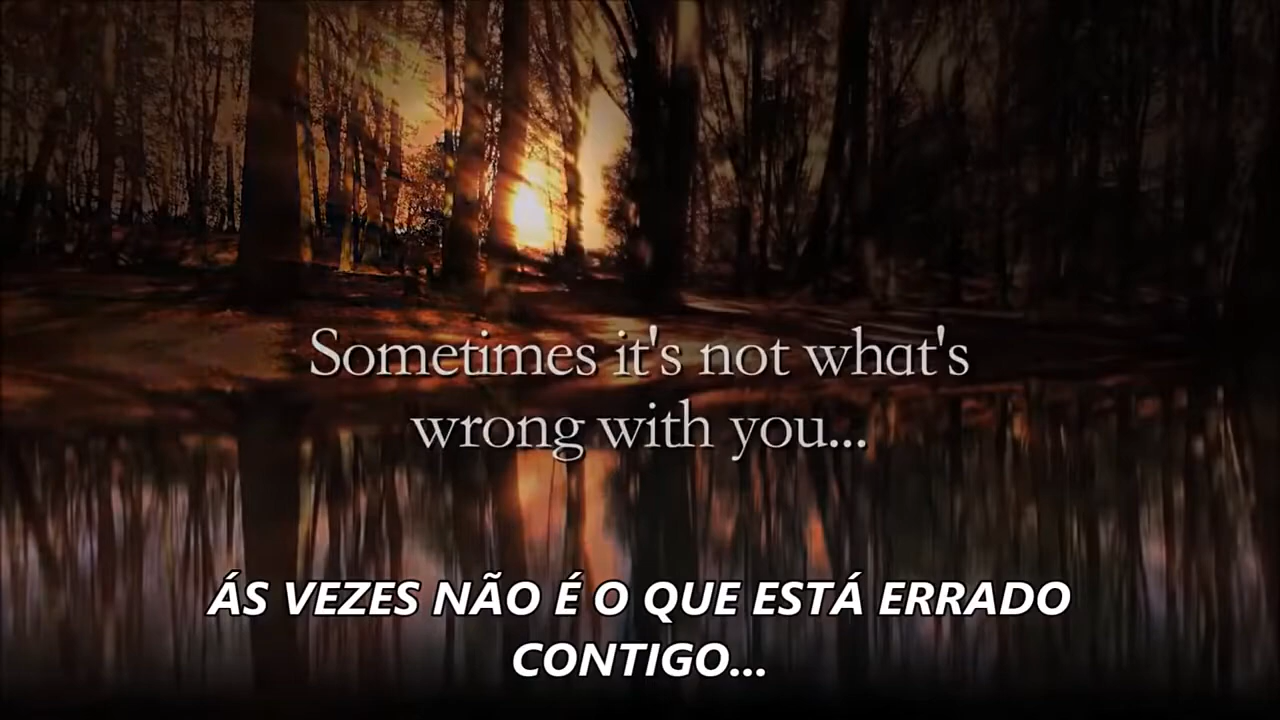 Sometimes it's not what's
wrong with you...
ÁS VEZES NÃO É O QUE ESTÁ ERRADO
CONTIGO...